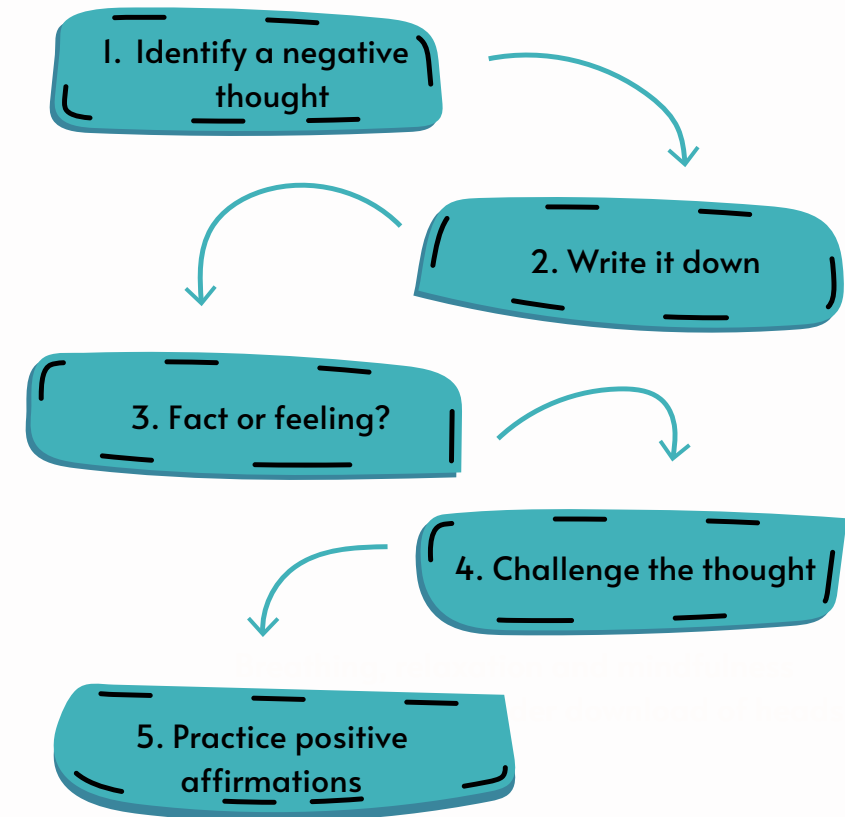 1. Identify a negative
thought
2. Write it down
3. Fact or feeling?
4. Challenge the thought
5. Practice positive
affirmations